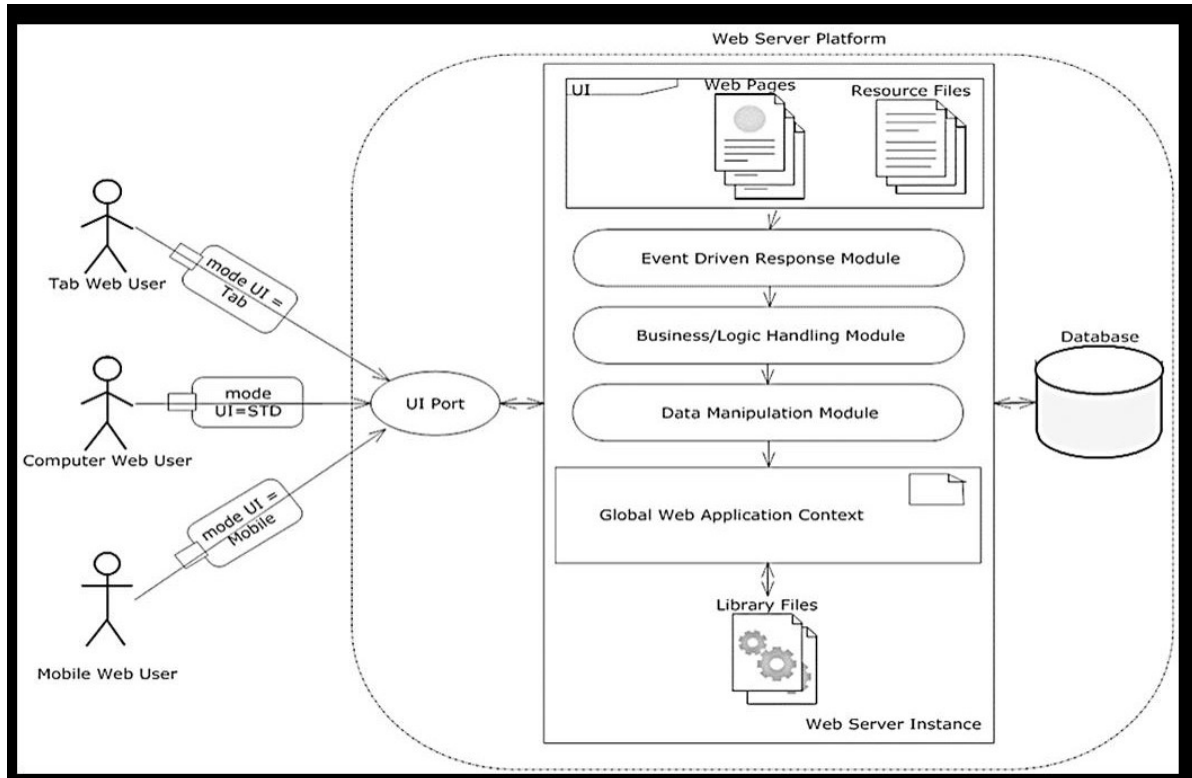 Web Server Platform
UI
Web Pages
Resource Files
Event Driven Response Module
Business/Logic Handling Module
Data Manipulation Module
Global Web Application Context
Library Files
Web Server Instance
Database
UI Port
mode UI =
Tab
Tab Web User
mode
UI=STD
Computer Web User
mode UI =
Mobile
Mobile Web User